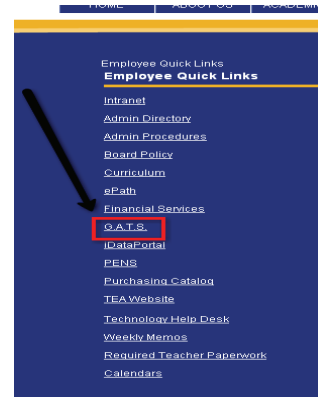 HOME ABOUT US ACADEMI
Employee Quick Links
Employee Quick Links
Intranet
Admin Directory
Admin Procedures
Board Policy
Curriculum
ePath
Financial Services
G.A.T.S.
iDataPortal
PENS
Purchasing Catalog
TEA Website
Technology Help Desk
Weekly Memos
Required Teacher Paperwork
Calendars